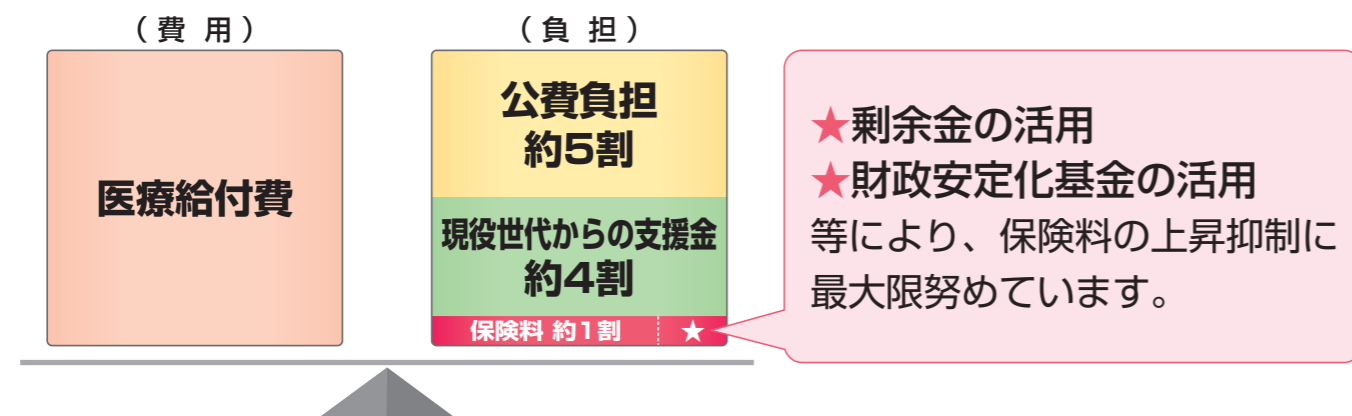 （ 費 用 ）
医療給付費
（ 負 担 ）
公費負担
約5割
現役世代からの支援金
約4割
保険料 約1割 ★
★剰余金の活用
★財政安定化基金の活用
等により、保険料の上昇抑制に
最大限努めています。